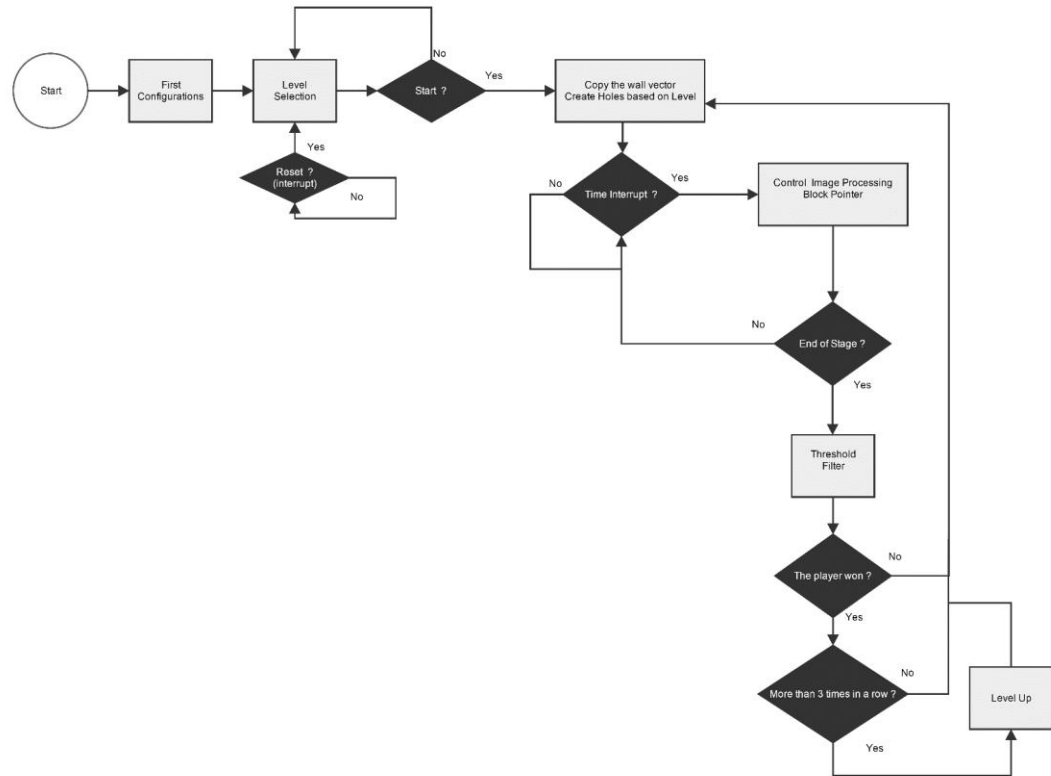 No
Yes
Start
First
Configurations
Level
Selection
Start ?
Copy the wall vector
Create Holes based on Level
Yes
Reset ?
(interrupt)
No
No
Time Interrupt ?
Yes
Control Image Processing
Block Pointer
No
End of Stage ?
Yes
Threshold
Filter
The player won ?
No
Yes
More than 3 times in a row ?
No
Level Up
Yes